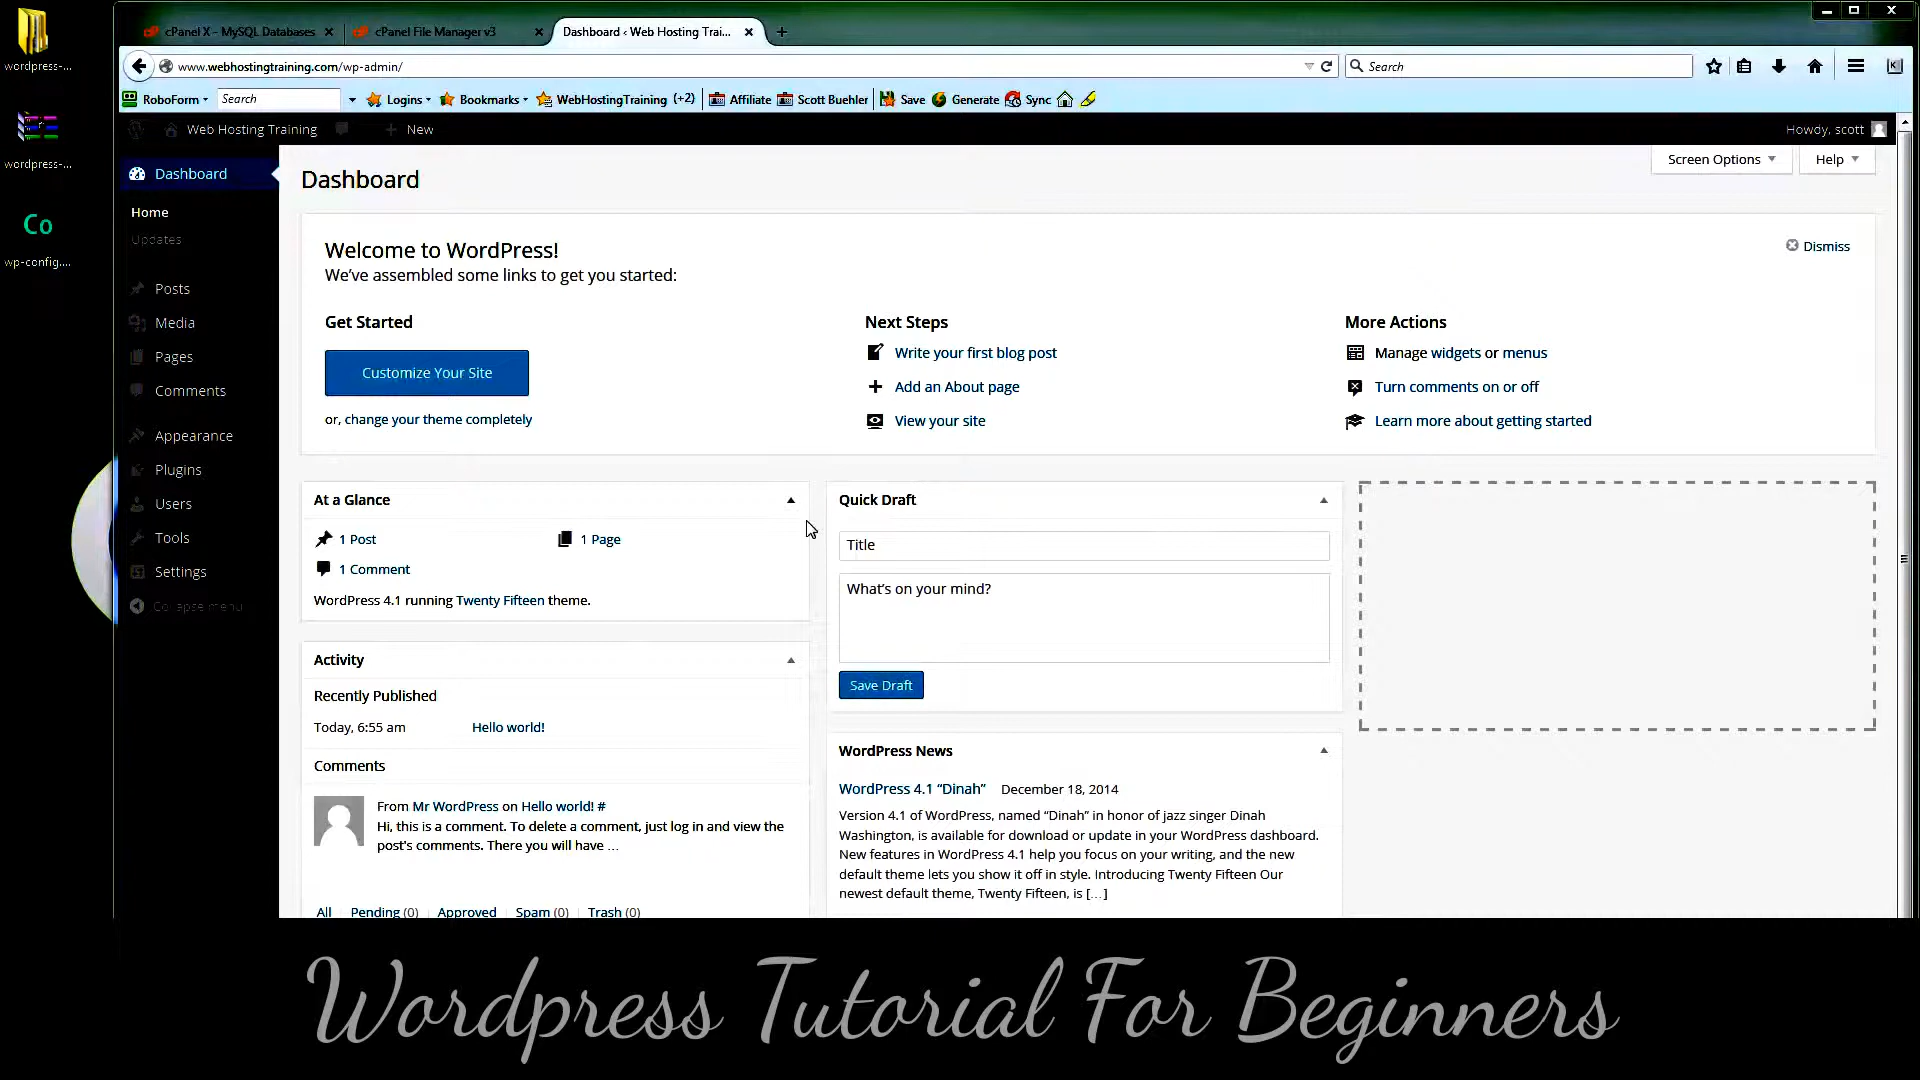 wordpress-...
wordpress-...
Co
wp-config....
cPanel X - MySQL Databases
cPanel File Manager v3
Dashboard ‹ Web Hosting Trai...
www.webhostingtraining.com/wp-admin/
Search
RoboForm
Search
Logins
Bookmarks
WebHostingTraining (+2)
Affiliate
Scott Buehler
Save
Generate
Sync
Web Hosting Training
New
Howdy, scott
Dashboard
Home
Updates
Posts
Media
Pages
Comments
Appearance
Plugins
Users
Tools
Settings
Collapse menu
Screen Options
Help
Dashboard
Welcome to WordPress!
We've assembled some links to get you started:
Dismiss
Get Started
Customize Your Site
or, change your theme completely
Next Steps
Write your first blog post
Add an About page
View your site
More Actions
Manage widgets or menus
Turn comments on or off
Learn more about getting started
At a Glance
1 Post
1 Page
1 Comment
WordPress 4.1 running Twenty Fifteen theme.
Activity
Recently Published
Today, 6:55 am
Hello world!
Comments
From Mr WordPress on Hello world! #
Hi, this is a comment. To delete a comment, just log in and view the
post's comments. There you will have ...
All
Pending (0)
Approved
Spam (0)
Trash (0)
Quick Draft
Title
What's on your mind?
Save Draft
WordPress News
WordPress 4.1 “Dinah” December 18, 2014
Version 4.1 of WordPress, named “Dinah” in honor of jazz singer Dinah
Washington, is available for download or update in your WordPress dashboard.
New features in WordPress 4.1 help you focus on your writing, and the new
default theme lets you show it off in style. Introducing Twenty Fifteen Our
newest default theme, Twenty Fifteen, is […]
Wordpress Tutorial For Beginners